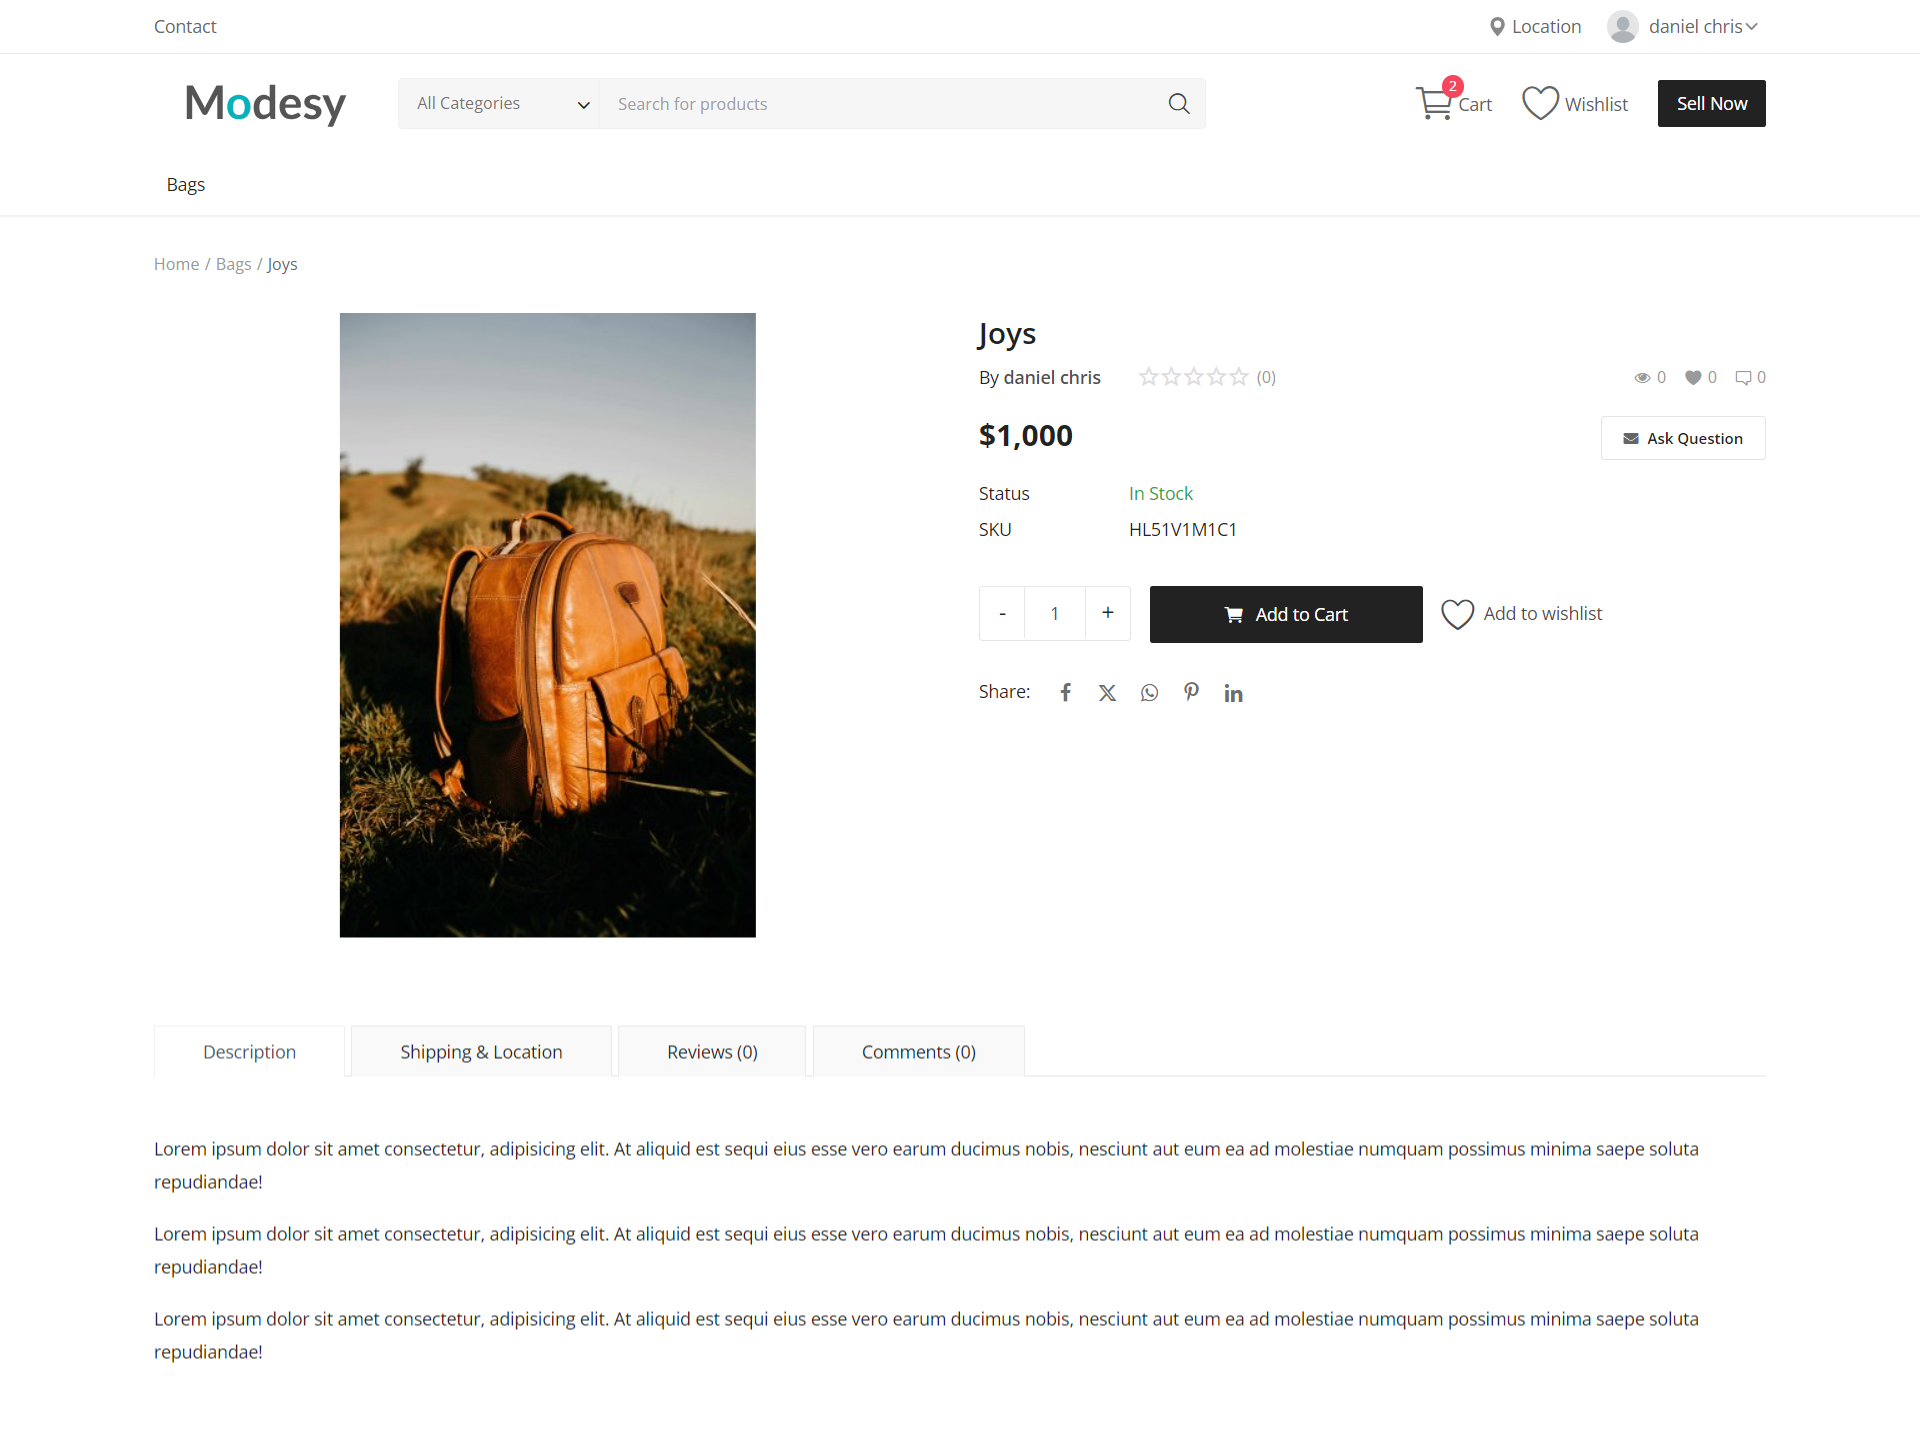 Contact
Location
daniel chris
Modesy
All Categories
Search for products
2
Cart
Wishlist
Sell Now
Bags
Home / Bags / Joys
Joys
By daniel chris
(0)
0
0
0
$1,000
Ask Question
Status
In Stock
SKU
HL51V1M1C1
-
1
+
Add to Cart
Add to wishlist
Share:
Description
Shipping & Location
Reviews (0)
Comments (0)
Lorem ipsum dolor sit amet consectetur, adipisicing elit. At aliquid est sequi eius esse vero earum ducimus nobis, nesciunt aut eum ea ad molestiae numquam possimus minima saepe soluta
repudiandae!
Lorem ipsum dolor sit amet consectetur, adipisicing elit. At aliquid est sequi eius esse vero earum ducimus nobis, nesciunt aut eum ea ad molestiae numquam possimus minima saepe soluta
repudiandae!
Lorem ipsum dolor sit amet consectetur, adipisicing elit. At aliquid est sequi eius esse vero earum ducimus nobis, nesciunt aut eum ea ad molestiae numquam possimus minima saepe soluta
repudiandae!